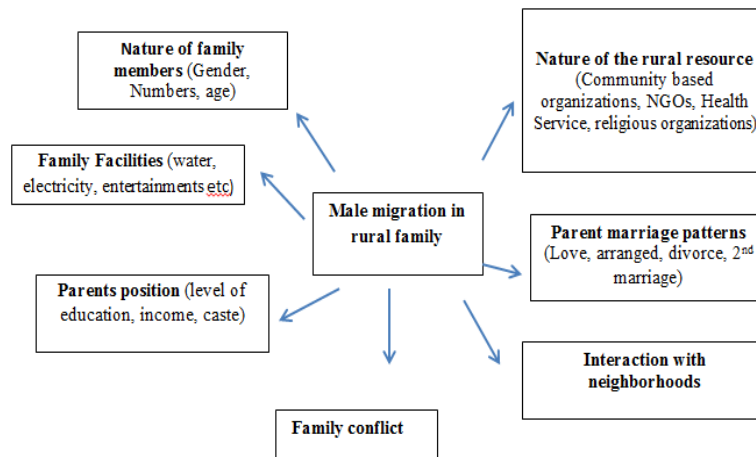 Nature of family
members (Gender,
Numbers, age)
Nature of the rural resource
(Community based
organizations, NGOs, Health
Service, religious organizations)
Family Facilities (water,
electricity, entertainments etc)
Male migration in
rural family
Parent marriage patterns
(Love, arranged, divorce, 2nd
marriage)
Parents position (level of
education, income, caste)
Interaction with
neighborhoods
Family conflict